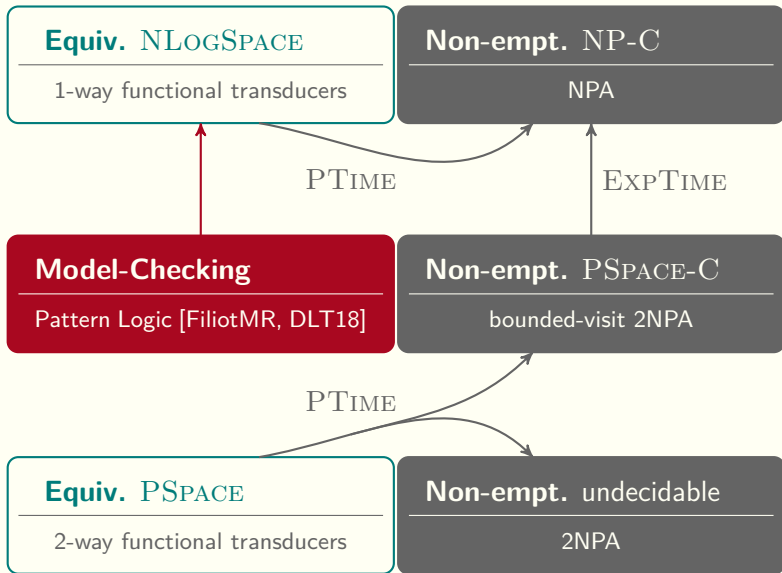 Equiv. NLOGSPACE
1-way functional transducers
Non-empt. NP-C
NPA
PTIME
EXPTIME
Model-Checking
Pattern Logic [FiliotMR, DLT18]
Non-empt. PSPACE-C
bounded-visit 2NPA
PTIME
Equiv. PSPACE
2-way functional transducers
Non-empt. undecidable
2NPA